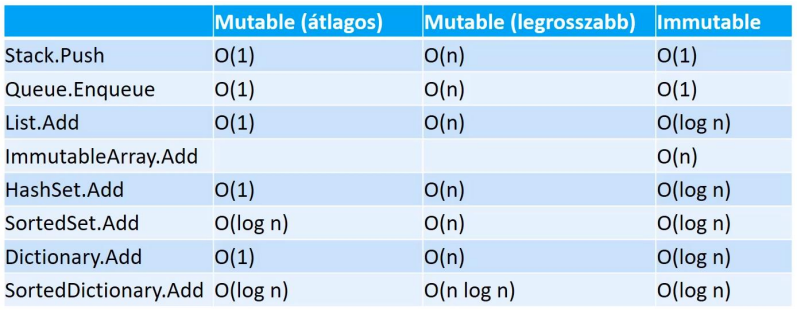 Mutable (átlagos) Mutable (legrosszabb) Immutable
Stack.Push O(1) O(n) O(1)
Queue.Enqueue O(1) O(n) O(1)
List.Add O(1) O(n) O(log n)
ImmutableArray.Add O(n)
HashSet.Add O(1) O(n) O(log n)
SortedSet.Add O(log n) O(n) O(log n)
Dictionary.Add O(1) O(n) O(log n)
SortedDictionary.Add O(log n) O(n log n) O(log n)